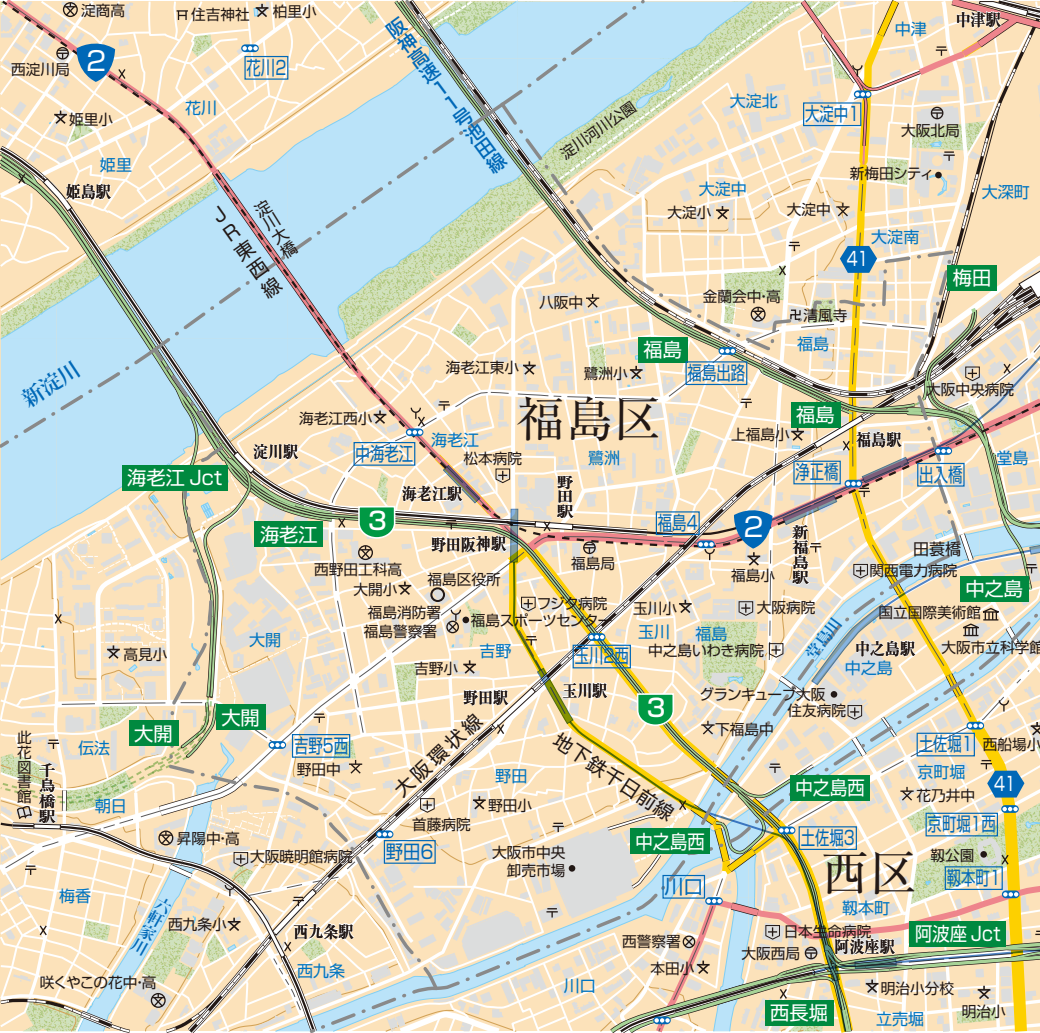 淀商高
住吉神社
柏里小
阪神高速11号池田線
中津
中津駅
2
西淀川局
花川2
花川
淀川河川公園
大淀北
大淀中1
大阪北局
姫里小
姫里
姫島駅
新梅田シティ
大淀中
大淀小
大淀中
大深町
淀川大橋
JR東西線
大淀南
41
梅田
八阪中
金蘭会中・高
清風寺
福島
福島
福島出路
新淀川
海老江東小
鷺洲小
大阪中央病院
福島区
福島
海老江西小
海老江
上福島小
福島駅
中海老江
松本病院
鷺洲
淀川駅
浄正橋
出入橋
堂島
海老江 Jct
海老江駅
野田駅
3
海老江
福島4
2
新福島駅
野田阪神駅
福島局
西野田工科高
福島区役所
大開小
福島小
田蓑橋
関西電力病院
中之島
フジタ病院
玉川小
大阪病院
福島消防署
福島スポーツセンター
福島警察署
国立国際美術館
大開
高見小
吉野
玉川
福島
堂島川
中之島駅
大阪市立科学館
玉川2西
中之島いわき病院
中之島
吉野小
野田駅
玉川駅
グランキューブ大阪
住友病院
3
大開
大開
下福島中
伝法
吉野5西
大阪環状線
地下鉄千日前線
土佐堀1
西船場小
此花図書館
千鳥橋駅
野田中
野田
京町堀
41
中之島西
花乃井中
朝日
野田小
首藤病院
京町堀1西
昇陽中・高
中之島西
土佐堀3
大阪暁明館病院
野田6
大阪市中央卸売市場
西区
靱公園
靱本町1
川口
梅香
靱本町
六軒家川
西九条小
西九条駅
西警察署
日本生命病院
阿波座駅
阿波座 Jct
大阪西局
本田小
西九条
咲くやこの花中・高
川口
西長堀
明治小分校
明治小
立売堀